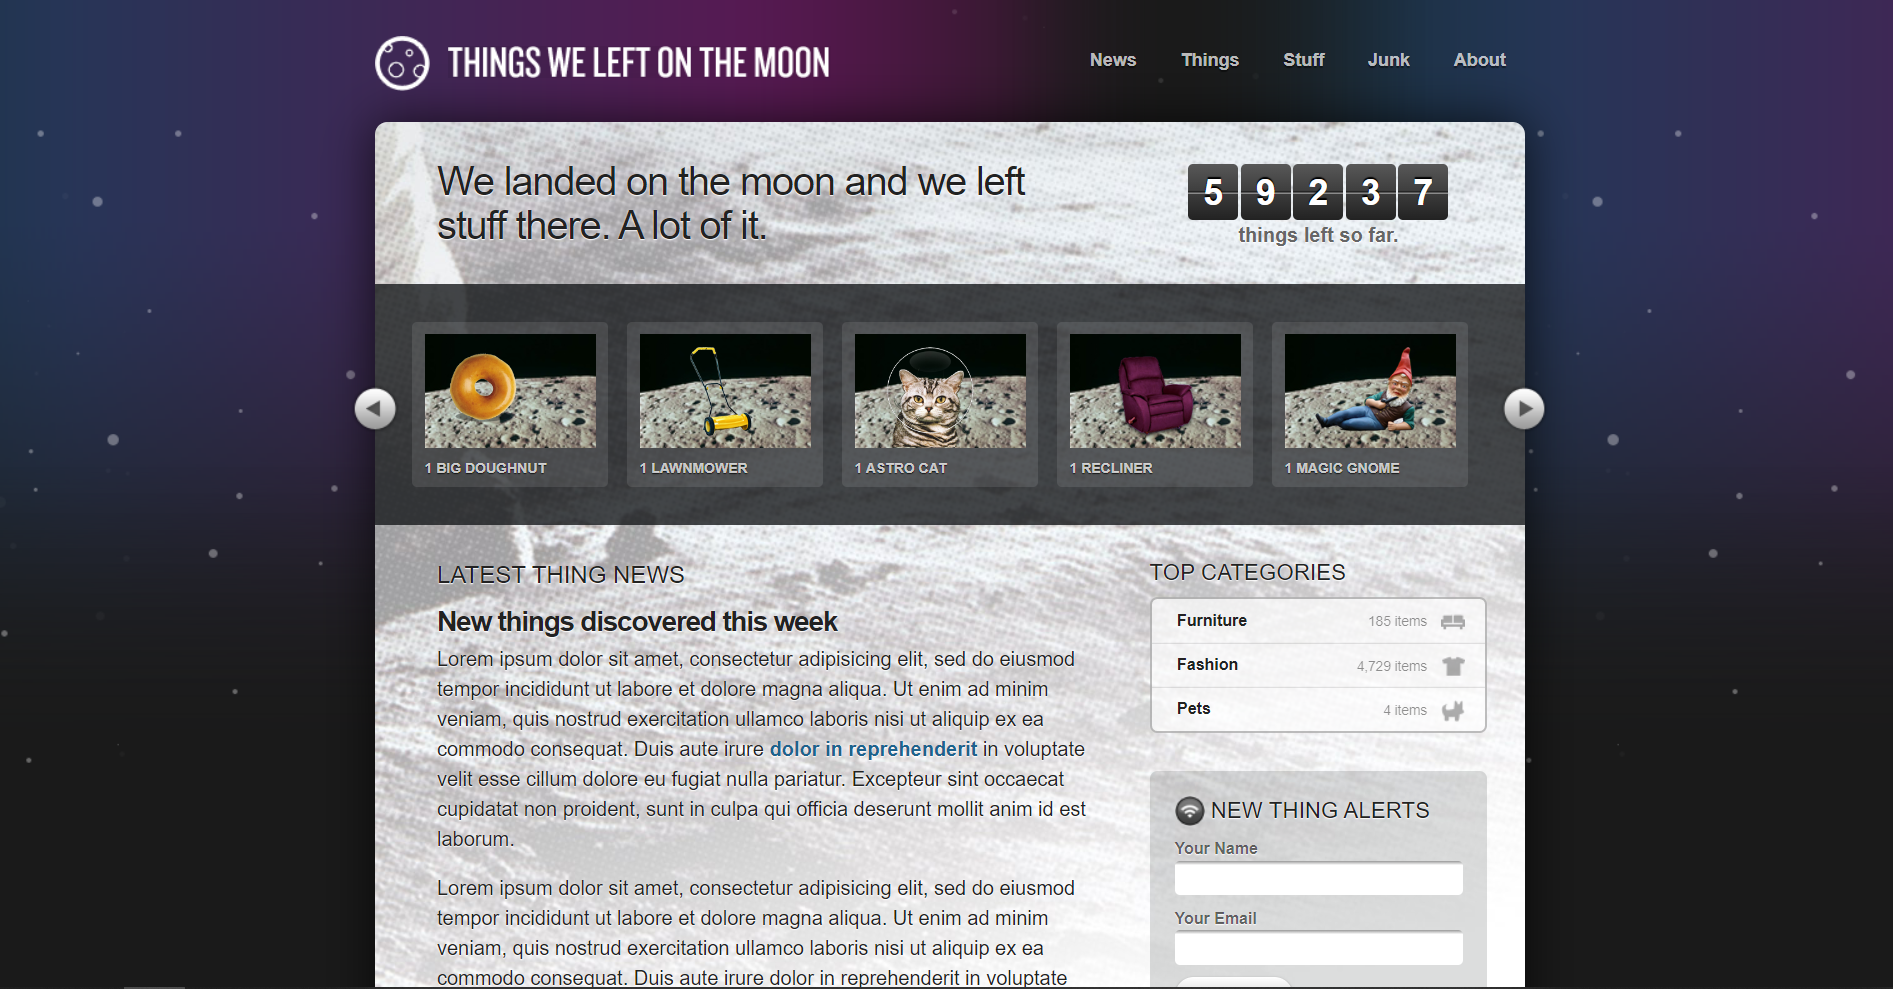 THINGS WE LEFT ON THE MOON
News
Things
Stuff
Junk
About
We landed on the moon and we left
stuff there. A lot of it.
5 9 2 3 7
things left so far.
1 BIG DOUGHNUT
1 LAWNMOWER
1 ASTRO CAT
1 RECLINER
1 MAGIC GNOME
LATEST THING NEWS
New things discovered this week
Lorem ipsum dolor sit amet, consectetur adipisicing elit, sed do eiusmod
tempor incididunt ut labore et dolore magna aliqua. Ut enim ad minim
veniam, quis nostrud exercitation ullamco laboris nisi ut aliquip ex ea
commodo consequat. Duis aute irure dolor in reprehenderit in voluptate
velit esse cillum dolore eu fugiat nulla pariatur. Excepteur sint occaecat
cupidatat non proident, sunt in culpa qui officia deserunt mollit anim id est
laborum.
Lorem ipsum dolor sit amet, consectetur adipisicing elit, sed do eiusmod
tempor incididunt ut labore et dolore magna aliqua. Ut enim ad minim
veniam, quis nostrud exercitation ullamco laboris nisi ut aliquip ex ea
commodo consequat. Duis aute irure dolor in reprehenderit in voluptate
TOP CATEGORIES
Furniture 185 items
Fashion 4,729 items
Pets 4 items
NEW THING ALERTS
Your Name
Your Email